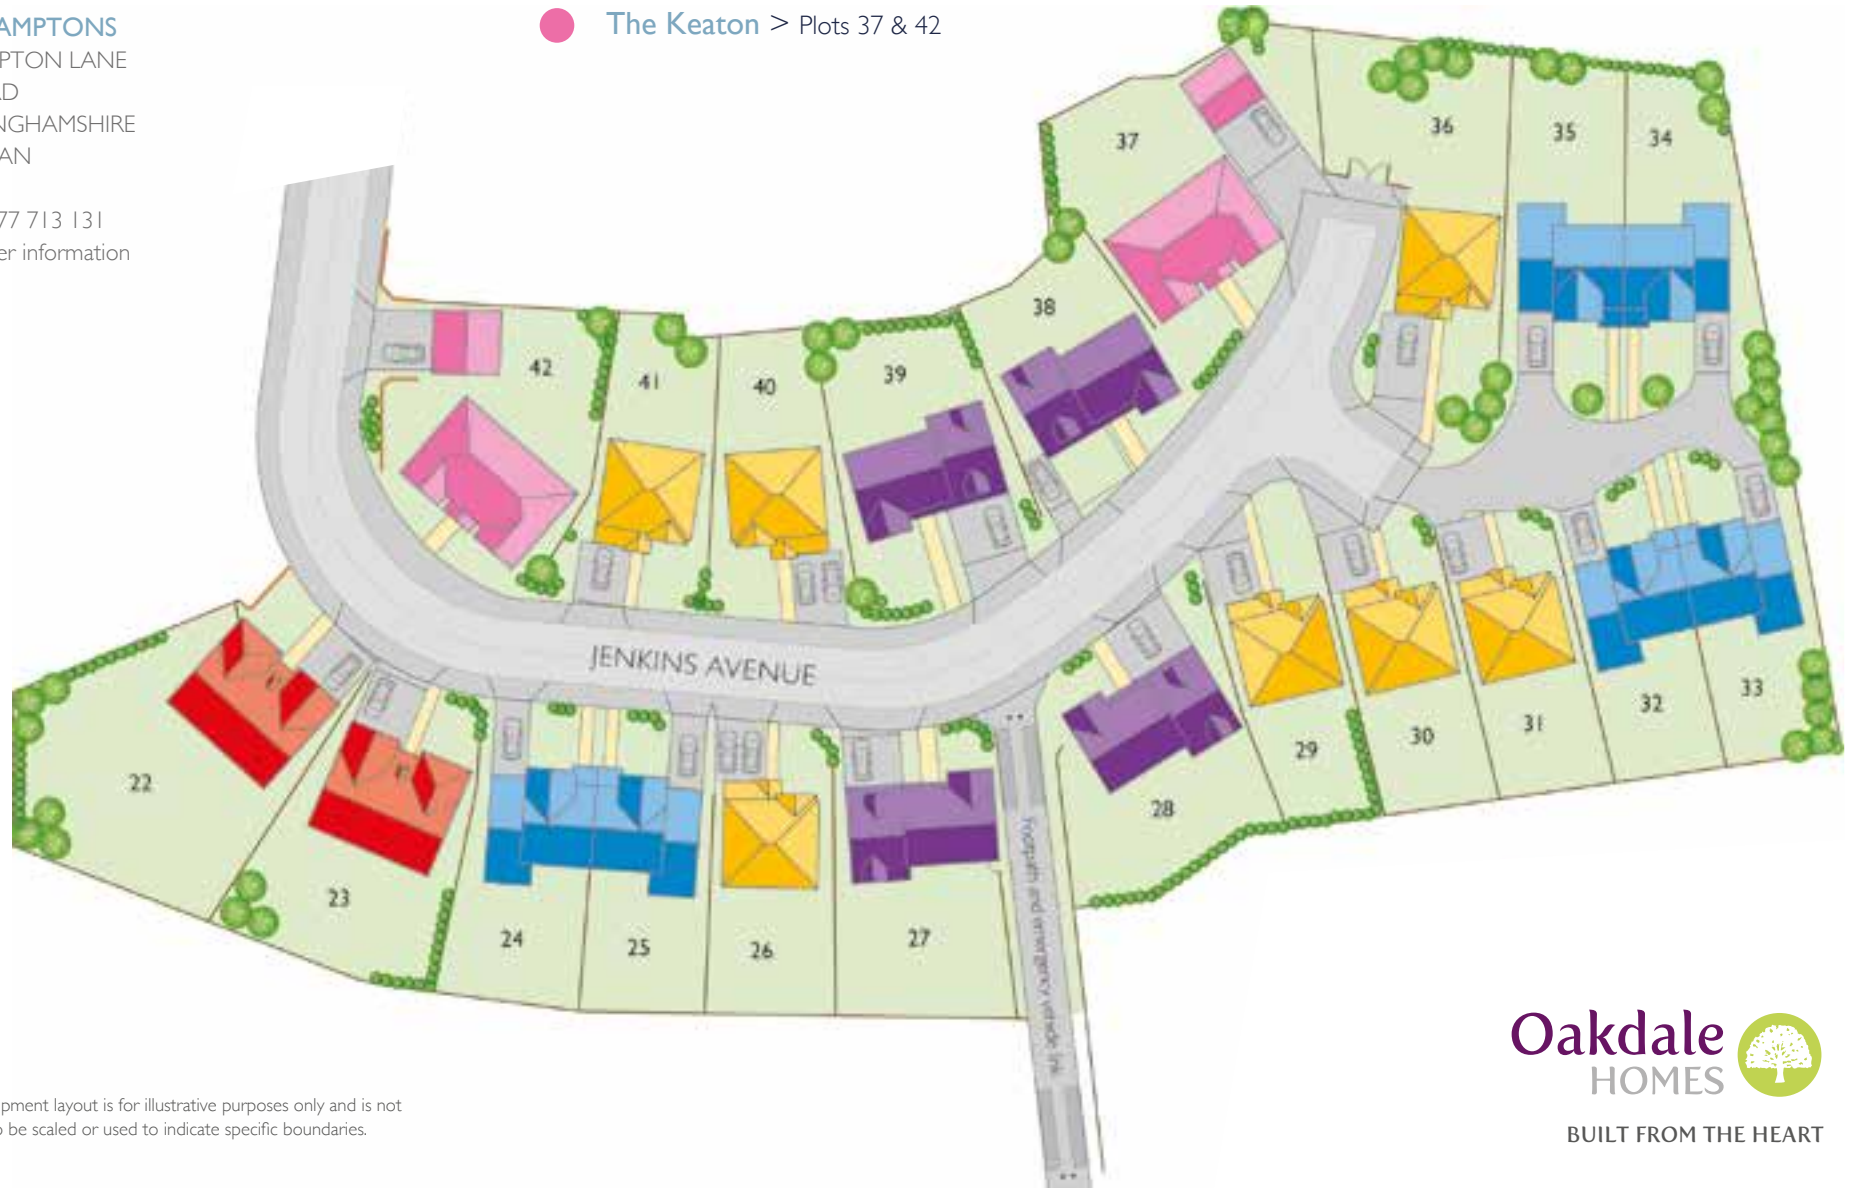 AMPTONS
PTON LANE
AD
NGHAMSHIRE
AN
77 713 131
er information
The Keaton > Plots 37 & 42
37
36
35
34
38
42
41
40
39
JENKINS AVENUE
22
23
24
25
26
27
28
29
30
31
32
33
Footpath and emergency vehicle link
Oakdale
HOMES
BUILT FROM THE HEART
pment layout is for illustrative purposes only and is not
o be scaled or used to indicate specific boundaries.